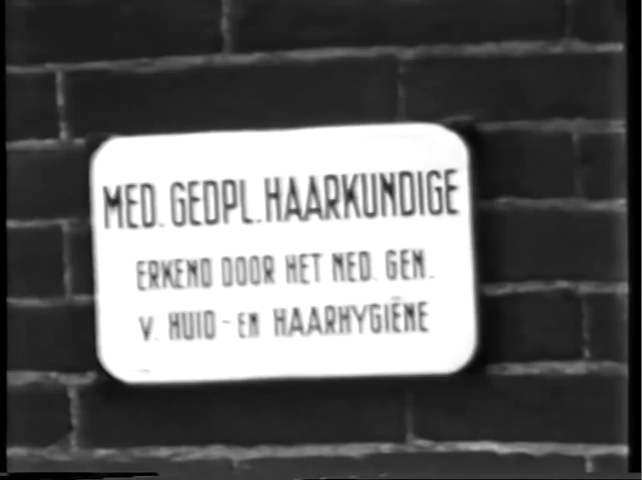 MED. GEDPL. HAARKUNDIGE
ERKEND DOOR HET NED. GEN.
V. HUID - EN HAARHYGIËNE